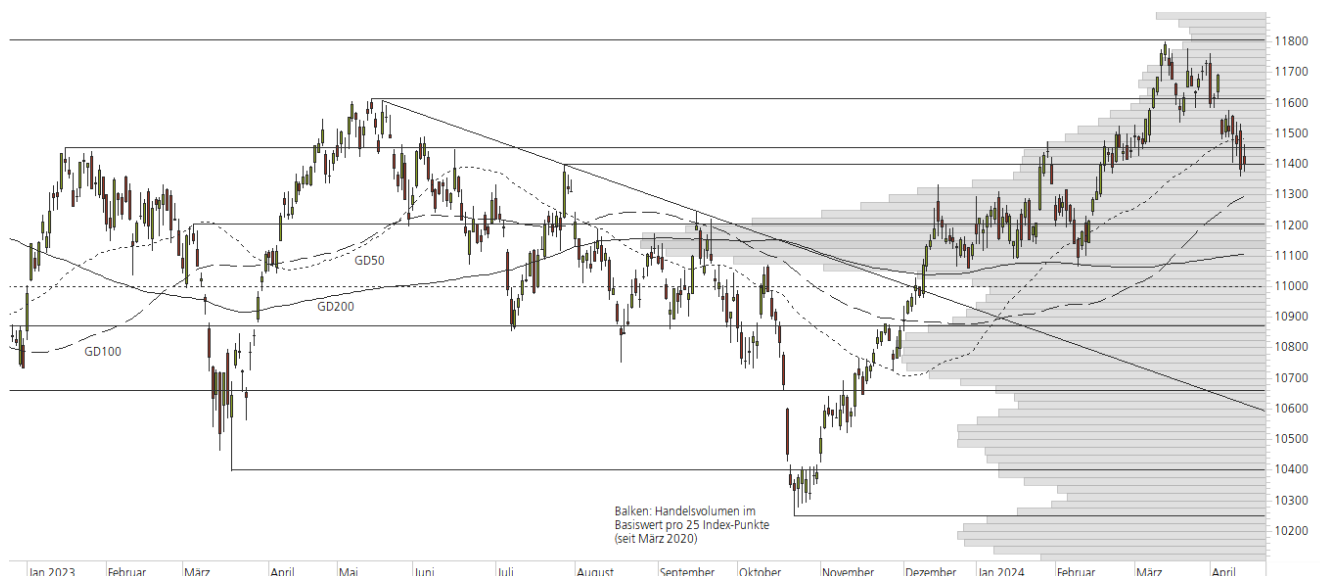 11800
11700
11600
11500
11400
11300
11200
11100
11000
10900
10800
10700
10600
10500
10400
10300
10200
GD50
GD200
GD100
Balken: Handelsvolumen im
Basiswert pro 25 Index-Punkte
(seit März 2020)
Jan 2023 Februar März April Mai Juni Juli August September Oktober November Dezember Jan 2024 Februar März April